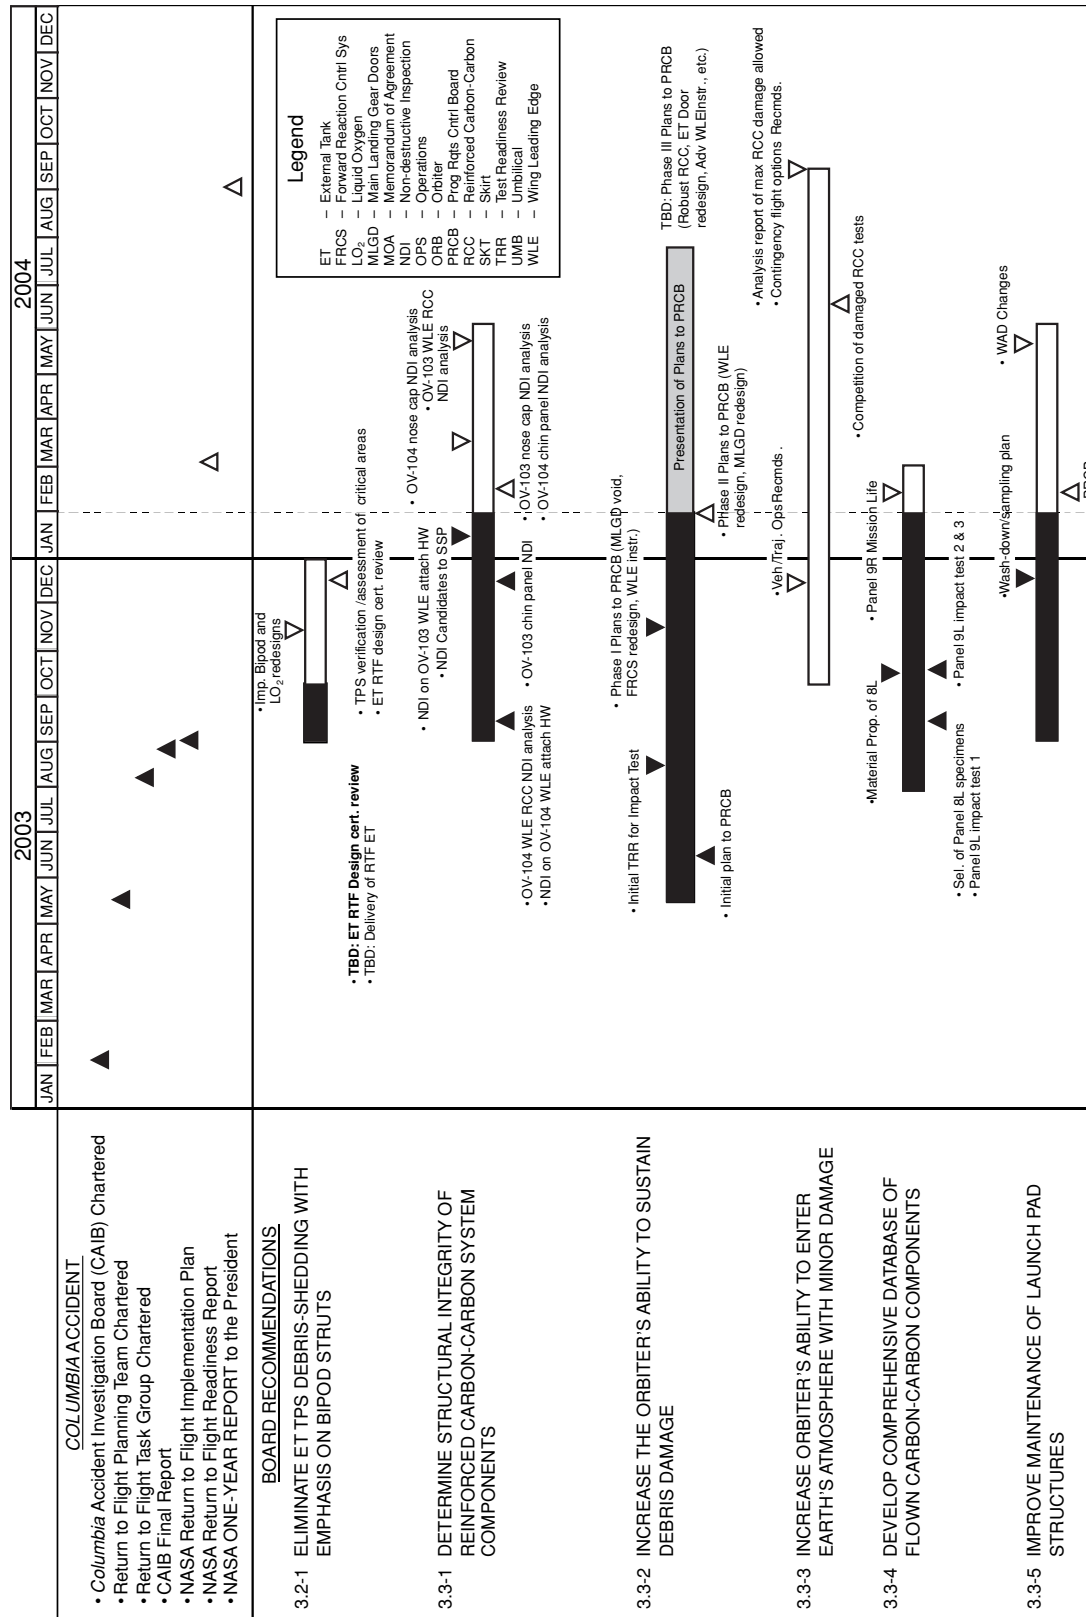 2003
2004
JAN FEB MAR APR MAY JUN JUL AUG SEP OCT NOV DEC JAN FEB MAR APR MAY JUN JUL AUG SEP OCT NOV DEC
COLUMBIA ACCIDENT
• Columbia Accident Investigation Board (CAIB) Chartered
• Return to Flight Planning Team Chartered
• Return to Flight Task Group Chartered
• CAIB Final Report
• NASA Return to Flight Implementation Plan
• NASA Return to Flight Readiness Report
• NASA ONE-YEAR REPORT to the President
BOARD RECOMMENDATIONS
3.2-1 ELIMINATE ET TPS DEBRIS-SHEDDING WITH
EMPHASIS ON BIPOD STRUTS
• Imp. Bipod and
LO2 redesigns
• TPS verification /assessment of critical areas
• ET RTF design cert. review
• TBD: ET RTF Design cert. review
• TBD: Delivery of RTF ET
Legend
ET – External Tank
FRCS – Forward Reaction Cntrl Sys
LO2 – Liquid Oxygen
MLGD – Main Landing Gear Doors
MOA – Memorandum of Agreement
NDI – Non-destructive Inspection
OPS – Operations
ORB – Orbiter
PRCB – Prog Rqts Cntrl Board
RCC – Reinforced Carbon-Carbon
SKT – Skirt
TRR – Test Readiness Review
UMB – Umbilical
WLE – Wing Leading Edge
3.3-1 DETERMINE STRUCTURAL INTEGRITY OF
REINFORCED CARBON-CARBON SYSTEM
COMPONENTS
• NDI on OV-103 WLE attach HW
• NDI Candidates to SSP
• OV-104 nose cap NDI analysis
• OV-103 WLE RCC
NDI analysis
• OV-104 WLE RCC NDI analysis
• NDI on OV-104 WLE attach HW
• OV-103 chin panel NDI
• OV-103 nose cap NDI analysis
• OV-104 chin panel NDI analysis
3.3-2 INCREASE THE ORBITER'S ABILITY TO SUSTAIN
DEBRIS DAMAGE
• Initial TRR for Impact Test
• Phase I Plans to PRCB (MLGD void,
FRCS redesign, WLE instr.)
Presentation of Plans to PRCB
TBD: Phase III Plans to PRCB
(Robust RCC, ET Door
redesign, Adv WLEInstr., etc.)
• Initial plan to PRCB
• Phase II Plans to PRCB (WLE
redesign, MLGD redesign)
3.3-3 INCREASE ORBITER'S ABILITY TO ENTER
EARTH'S ATMOSPHERE WITH MINOR DAMAGE
• Veh /Traj. OpsRecmds .
• Analysis report of max RCC damage allowed
• Contingency flight options Recmds.
• Competition of damaged RCC tests
3.3-4 DEVELOP COMPREHENSIVE DATABASE OF
FLOWN CARBON-CARBON COMPONENTS
•Material Prop. of 8L
• Panel 9R Mission Life
• Sel. of Panel 8L specimens
• Panel 9L impact test 1
• Panel 9L impact test 2 & 3
3.3-5 IMPROVE MAINTENANCE OF LAUNCH PAD
STRUCTURES
•Wash-down/sampling plan
• WAD Changes